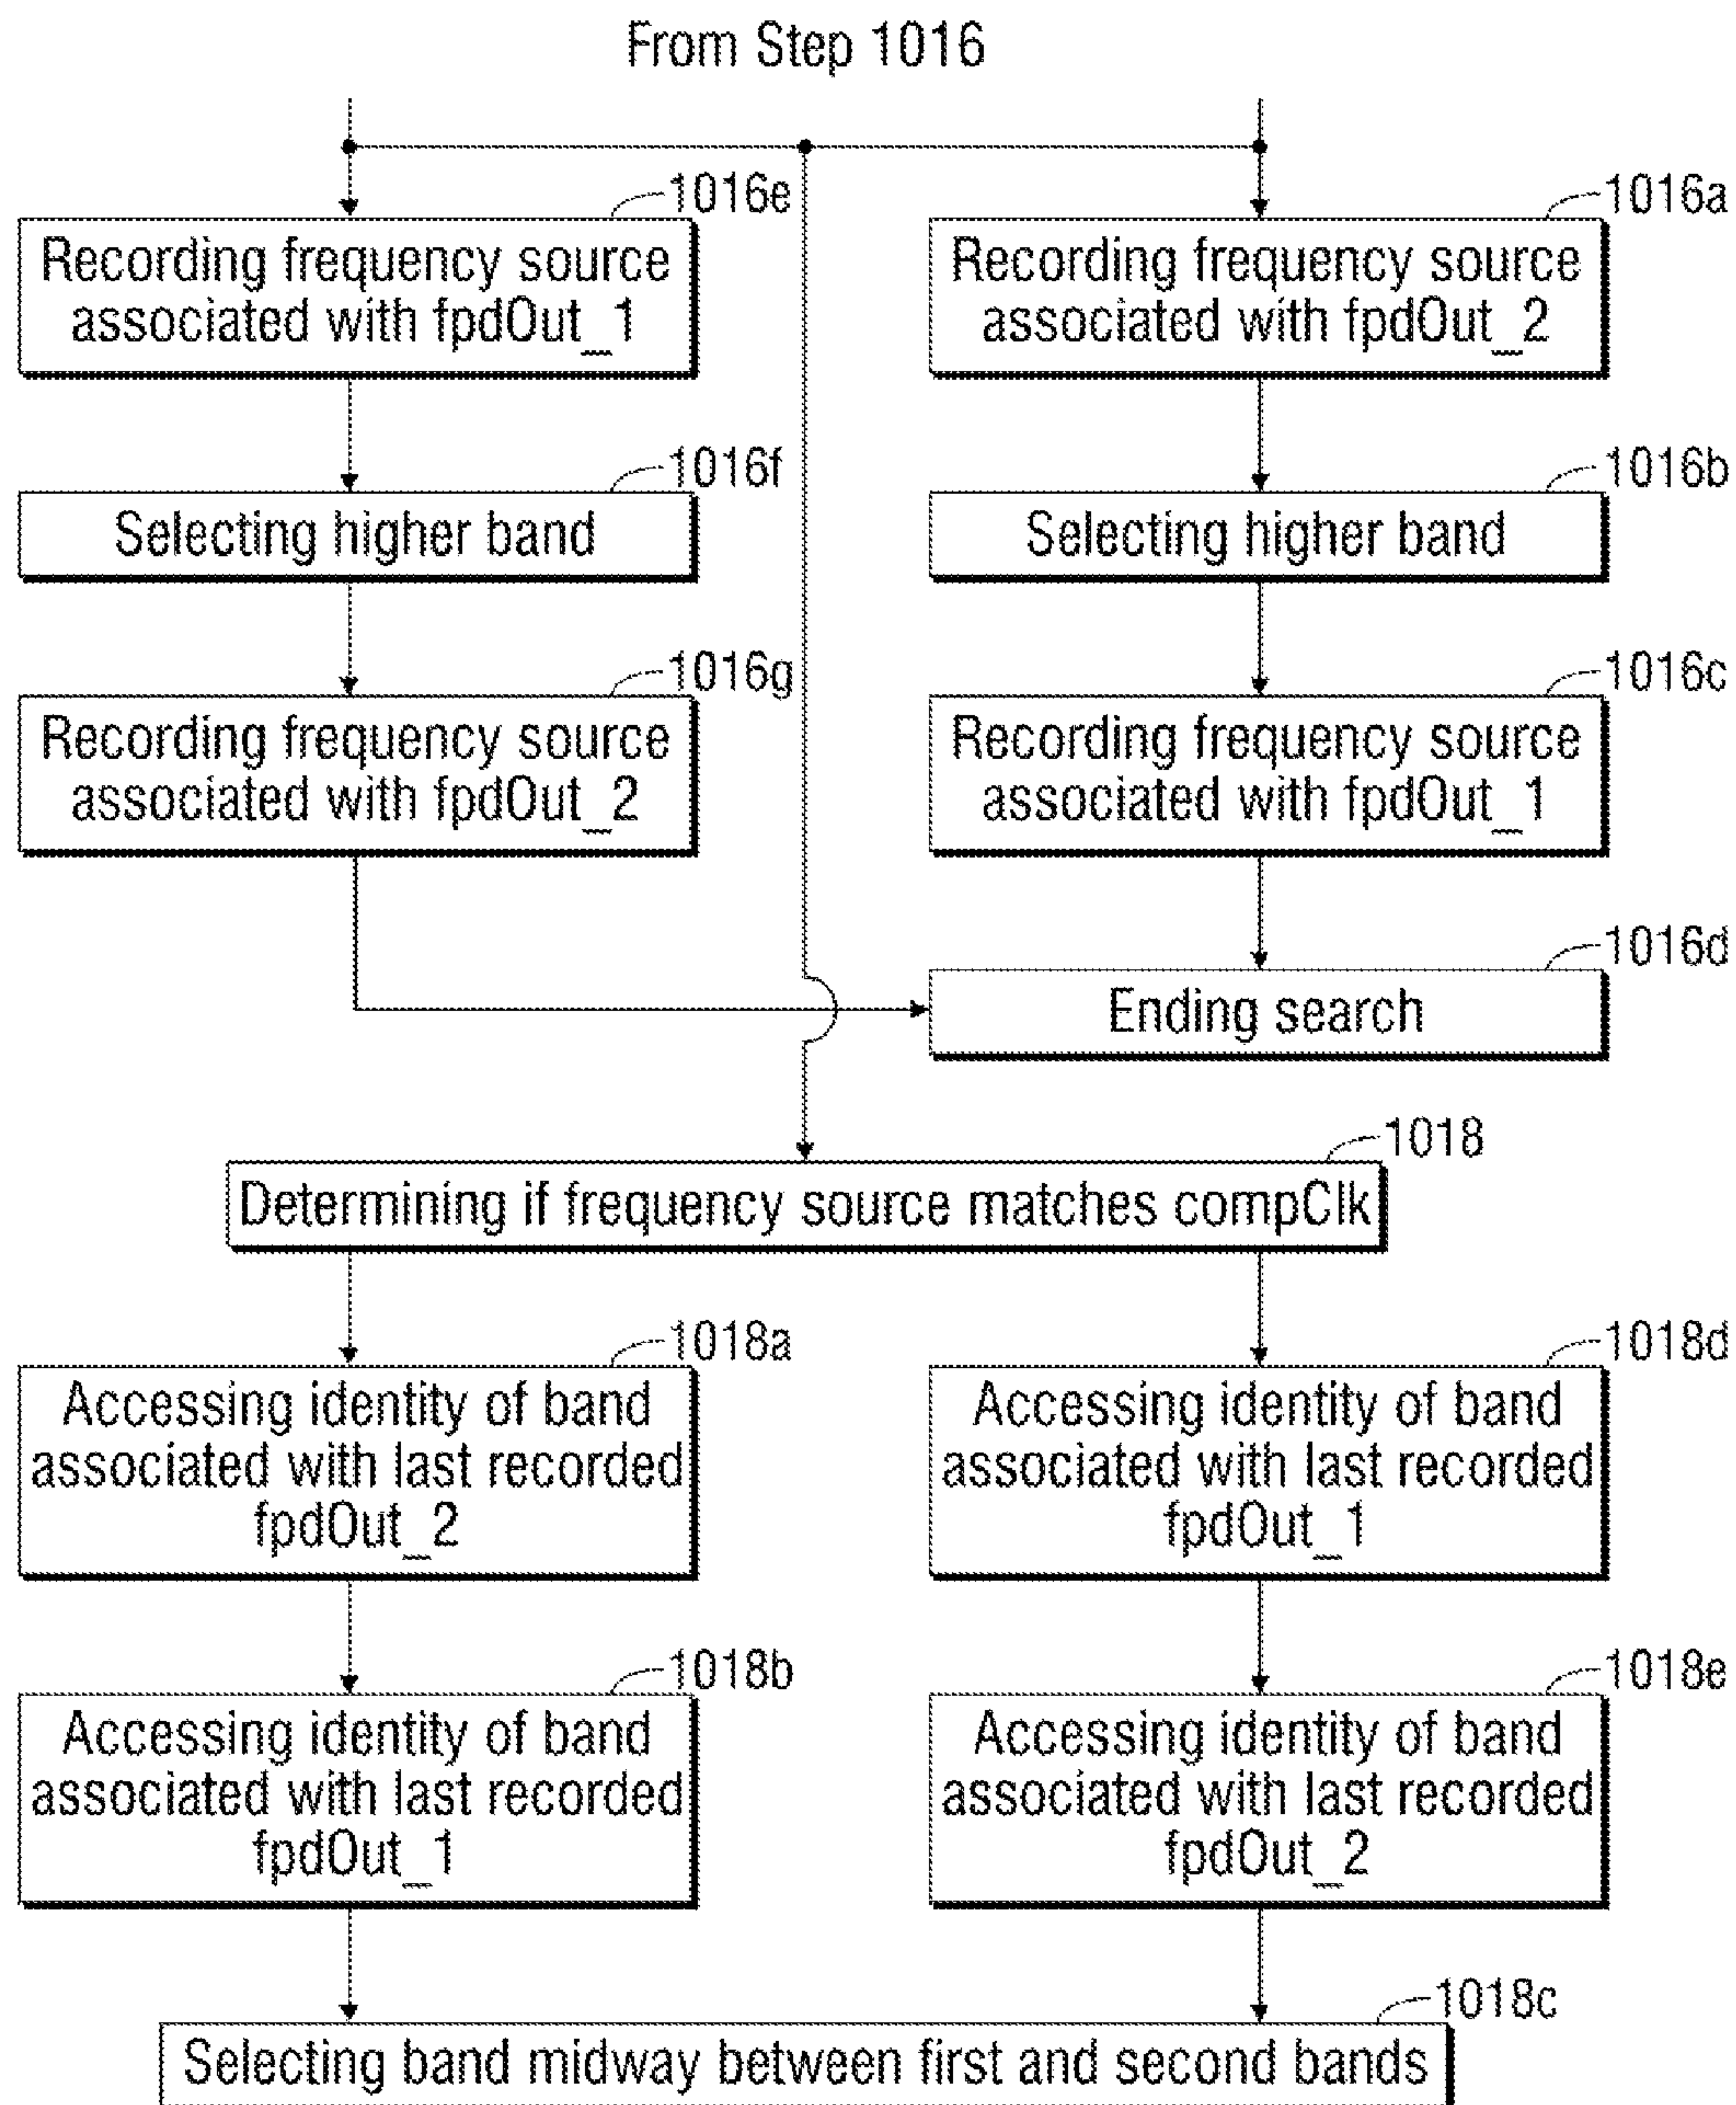 From Step 1016
1016e
Recording frequency source
associated with fpdOut_1
1016a
Recording frequency source
associated with fpdOut_2
1016f
Selecting higher band
1016b
Selecting higher band
1016g
Recording frequency source
associated with fpdOut_2
1016c
Recording frequency source
associated with fpdOut_1
1016d
Ending search
1018
Determining if frequency source matches compClk
1018a
Accessing identity of band
associated with last recorded
fpdOut_2
1018d
Accessing identity of band
associated with last recorded
fpdOut_1
1018b
Accessing identity of band
associated with last recorded
fpdOut_1
1018e
Accessing identity of band
associated with last recorded
fpdOut_2
1018c
Selecting band midway between first and second bands